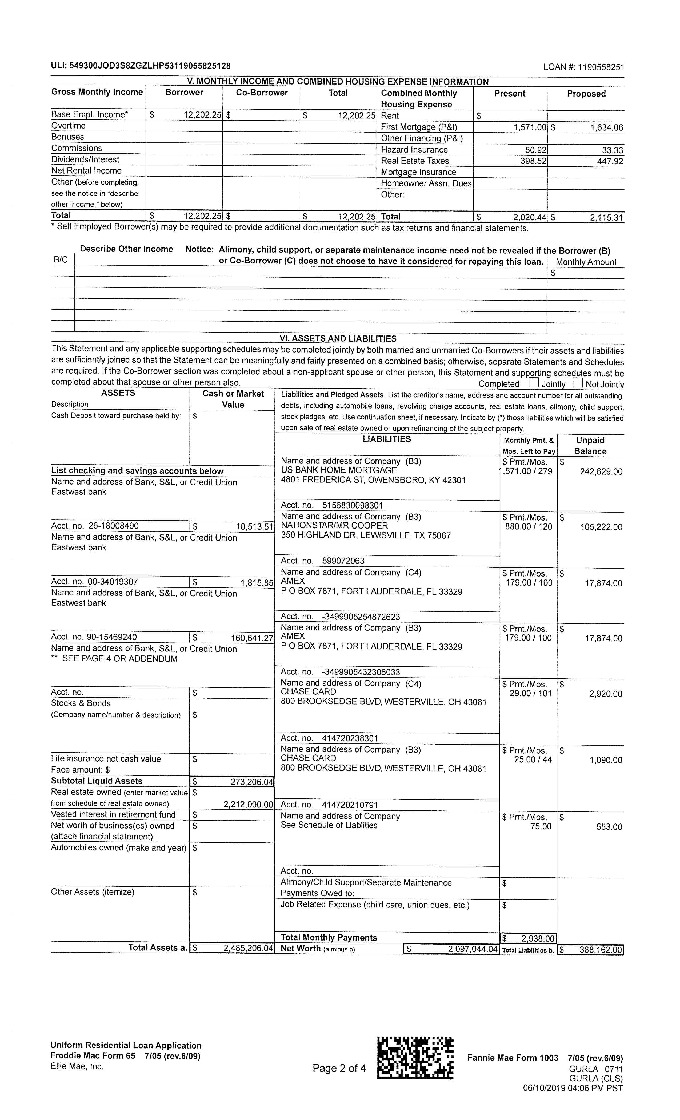 ULI: 549300JOD3S8ZGZLHP53119055825128 LOAN #: 1190558251
V. MONTHLY INCOME AND COMBINED HOUSING EXPENSE INFORMATION
Gross Monthly Income Borrower Co-Borrower Total Combined Monthly Housing Expense Present Proposed
Base Empl. Income* $ 12,202.25 $ $ 12,202.25 Rent $
Overtime First Mortgage (P&I) 1,571.00 $ 1,634.06
Bonuses Other Financing (P&I)
Commissions Hazard Insurance 50.92 33.33
Dividends/Interest Real Estate Taxes 398.52 447.92
Net Rental Income Mortgage Insurance
Other (before completing Homeowner Assn. Dues
see the notice in "describe Other:
other income," below)
Total $ 12,202.25 $ $ 12,202.25 Total $ 2,020.44 $ 2,115.31
* Self Employed Borrower(s) may be required to provide additional documentation such as tax returns and financial statements.
Describe Other Income Notice: Alimony, child support, or separate maintenance income need not be revealed if the Borrower (B)
B/C or Co-Borrower (C) does not choose to have it considered for repaying this loan. Monthly Amount
$
VI. ASSETS AND LIABILITIES
This Statement and any applicable supporting schedules may be completed jointly by both married and unmarried Co-Borrowers if their assets and liabilities
are sufficiently joined so that the Statement can be meaningfully and fairly presented on a combined basis; otherwise, separate Statements and Schedules
are required. If the Co-Borrower section was completed about a non-applicant spouse or other person, this Statement and supporting schedules must be
completed about that spouse or other person also. Completed Jointly Not Jointly
ASSETS Cash or Market Value
Description
Cash Deposit toward purchase held by: $
Liabilities and Pledged Assets. List the creditor's name, address and account number for all outstanding
debts, including automobile loans, revolving charge accounts, real estate loans, alimony, child support,
stock pledges, etc. Use continuation sheet, if necessary. Indicate by (*) those liabilities which will be satisfied
upon sale of real estate owned or upon refinancing of the subject property.
LIABILITIES Monthly Pmt. & Mos. Left to Pay Unpaid Balance
List checking and savings accounts below
Name and address of Bank, S&L, or Credit Union
Eastwest bank
Acct. no. 25-18008490 $ 10,513.51
Name and address of Bank, S&L, or Credit Union
Eastwest bank
Acct. no. 00-34019307 $ 1,815.85
Name and address of Bank, S&L, or Credit Union
Eastwest bank
Acct. no. 90-15469240 $ 160,841.27
Name and address of Bank, S&L, or Credit Union
** SEE PAGE 4 OR ADDENDUM
Acct. no. $
Stocks & Bonds
(Company name/number & description) $
Life insurance net cash value $
Face amount: $
Subtotal Liquid Assets $ 273,206.04
Real estate owned (enter market value $
from schedule of real estate owned) 2,212,000.00
Vested interest in retirement fund $
Net worth of business(es) owned $
(attach financial statement)
Automobiles owned (make and year) $
Other Assets (itemize) $
Total Assets a. $ 2,485,206.04
Name and address of Company (B3) $ Pmt./Mos. $
US BANK HOME MORTGAGE 1,571.00 / 279 242,629.00
4801 FREDERICA ST, OWENSBORO, KY 42301
Acct. no. 5156830098301
Name and address of Company (B3) $ Pmt./Mos. $
NATIONSTAR/MR COOPER 880.00 / 120 105,222.00
350 HIGHLAND DR, LEWISVILLE, TX 75067
Acct. no. 599072063
Name and address of Company (C4) $ Pmt./Mos. $
AMEX 179.00 / 100 17,874.00
P O BOX 7871, FORT LAUDERDALE, FL 33329
Acct. no. -3499905254872623
Name and address of Company (B3) $ Pmt./Mos. $
AMEX 179.00 / 100 17,874.00
P O BOX 7871, FORT LAUDERDALE, FL 33329
Acct. no. -3499905432306033
Name and address of Company (C4) $ Pmt./Mos. $
CHASE CARD 29.00 / 101 2,920.00
800 BROOKSEDGE BLVD, WESTERVILLE, OH 43081
Acct. no. 414720238301
Name and address of Company (B3) $ Pmt./Mos. $
CHASE CARD 25.00 / 44 1,090.00
800 BROOKSEDGE BLVD, WESTERVILLE, OH 43081
Acct. no. 414720210791
Name and address of Company $ Pmt./Mos. $
See Schedule of Liablities 75.00 553.00
Acct. no.
Alimony/Child Support/Separate Maintenance $
Payments Owed to:
Job Related Expense (child care, union dues, etc.) $
Total Monthly Payments $ 2,938.00
Net Worth (a minus b) $ 2,097,044.04 Total Liabilities b. $ 388,162.00
Uniform Residential Loan Application
Freddie Mac Form 65 7/05 (rev.6/09)
Ellie Mae, Inc.
Page 2 of 4
Fannie Mae Form 1003 7/05 (rev.6/09)
GURLA 0711
GURLA (CLS)
06/10/2019 04:06 PM PST